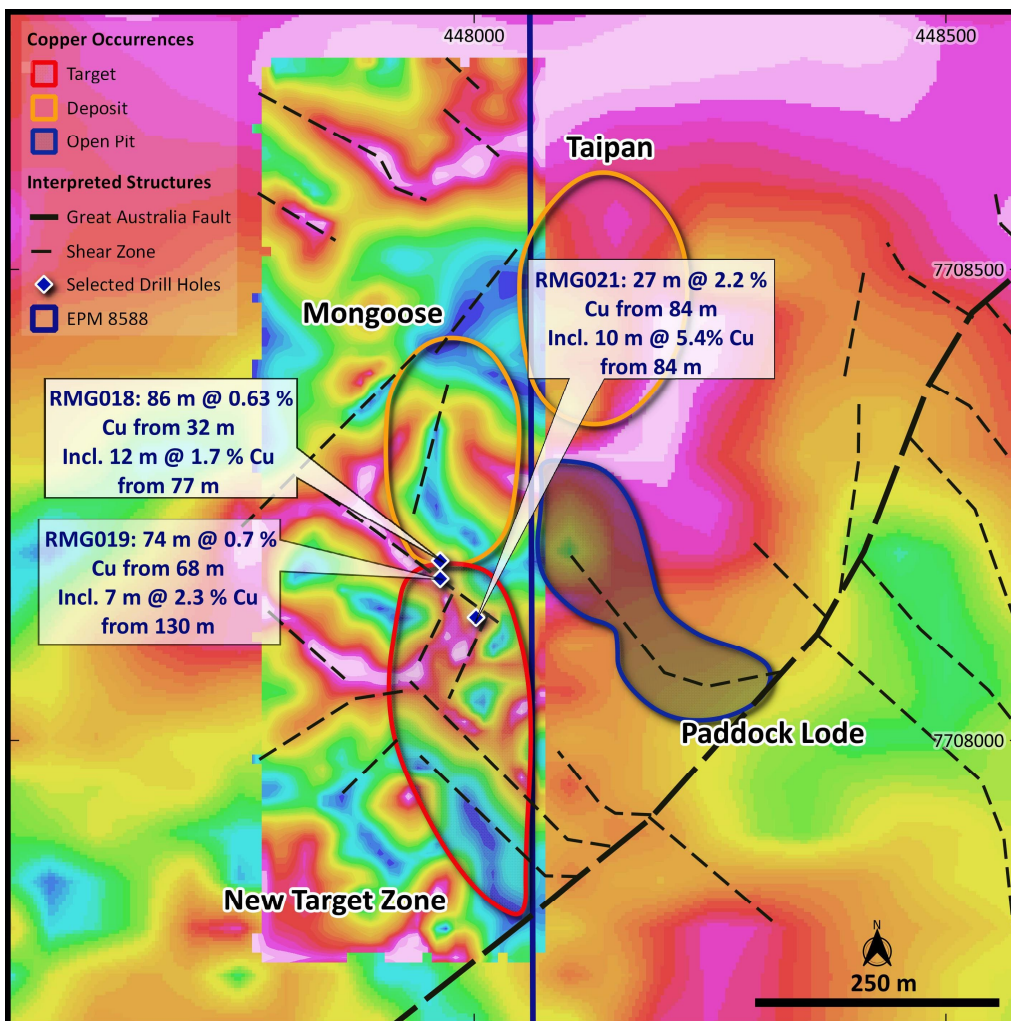 448000
448500
Copper Occurrences
Target
Deposit
Open Pit
Interpreted Structures
Great Australia Fault
Shear Zone
Selected Drill Holes
EPM 8588
Taipan
7708500
RMG021: 27 m @ 2.2 %
Cu from 84 m
Incl. 10 m @ 5.4% Cu
from 84 m
Mongoose
RMG018: 86 m @ 0.63 %
Cu from 32 m
Incl. 12 m @ 1.7 % Cu
from 77 m
RMG019: 74 m @ 0.7 %
Cu from 68 m
Incl. 7 m @ 2.3 % Cu
from 130 m
Paddock Lode
7708000
New Target Zone
N
250 m